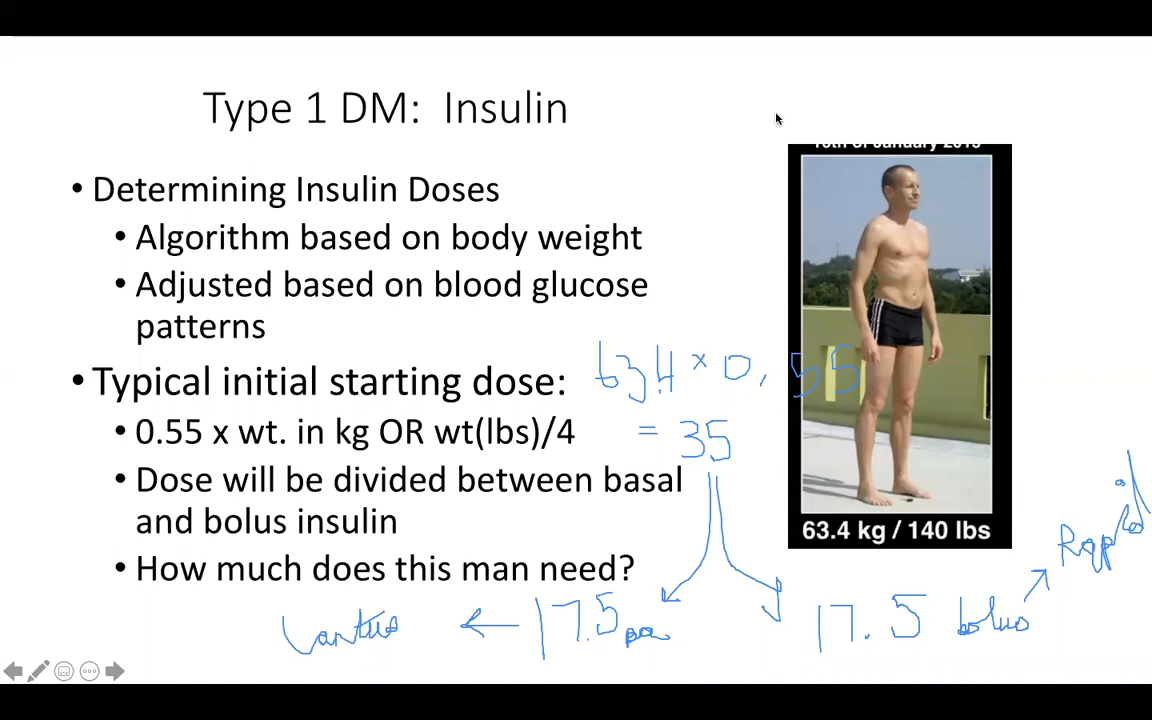 Type 1 DM: Insulin
• Determining Insulin Doses
• Algorithm based on body weight
• Adjusted based on blood glucose
patterns
• Typical initial starting dose:
• 0.55 x wt. in kg OR wt(lbs)/4
• Dose will be divided between basal
and bolus insulin
• How much does this man need?
of January
63.4 kg / 140 lbs
63.4 × 0,55
= 35
Lantus ← 17.5
17.5 bolus
Rapid